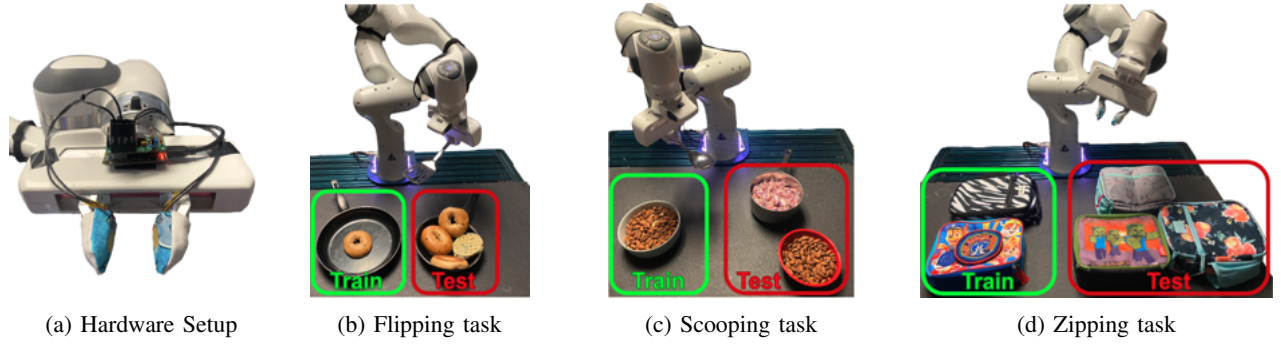 Train
Test
Train
Test
Train
Test
(a) Hardware Setup
(b) Flipping task
(c) Scooping task
(d) Zipping task